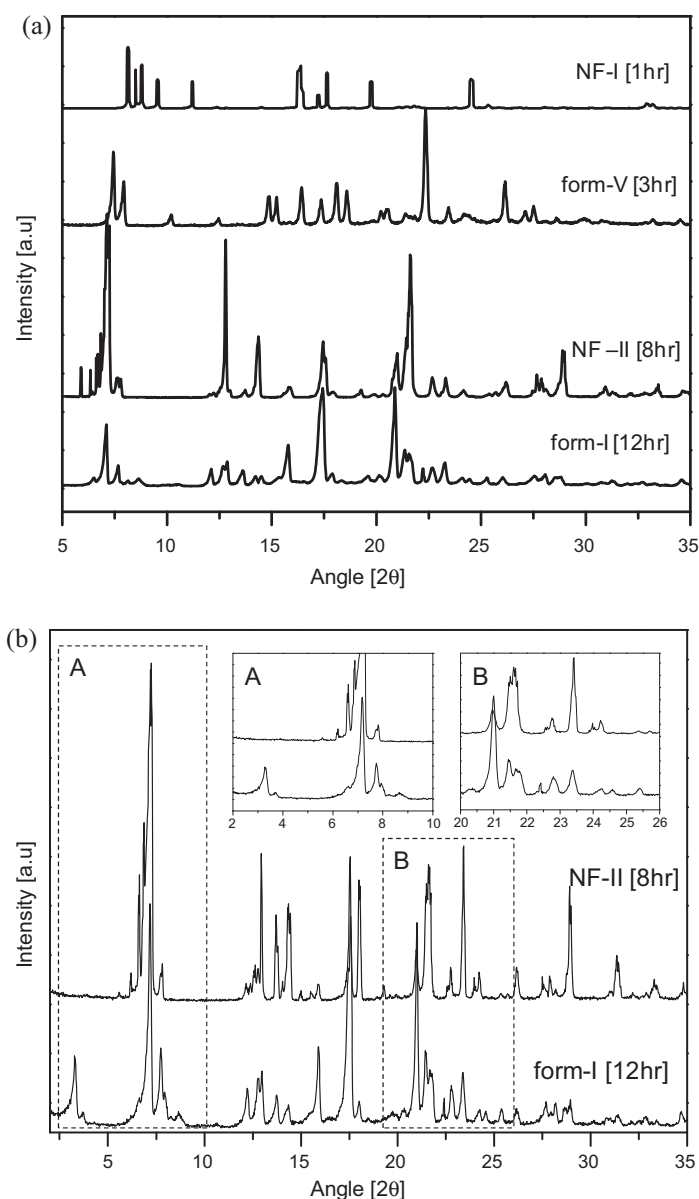 (a)
NF-I [1hr]
form-V [3hr]
NF –II [8hr]
form-I [12hr]
Intensity [a.u]
5 10 15 20 25 30 35
Angle [2θ]
(b)
A
A
B
2 4 6 8 10
20 21 22 23 24 25 26
B
NF-II [8hr]
form-I [12hr]
Intensity [a.u]
5 10 15 20 25 30 35
Angle [2θ]